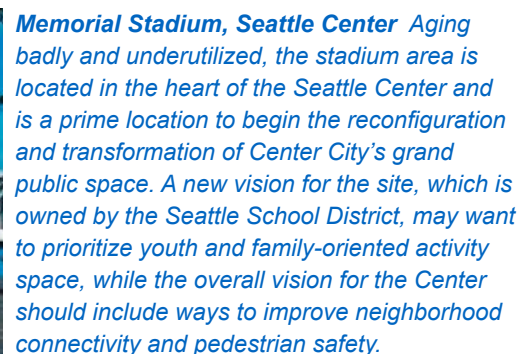 Memorial Stadium, Seattle Center Aging
badly and underutilized, the stadium area is
located in the heart of the Seattle Center and
is a prime location to begin the reconfiguration
and transformation of Center City's grand
public space. A new vision for the site, which is
owned by the Seattle School District, may want
to prioritize youth and family-oriented activity
space, while the overall vision for the Center
should include ways to improve neighborhood
connectivity and pedestrian safety.